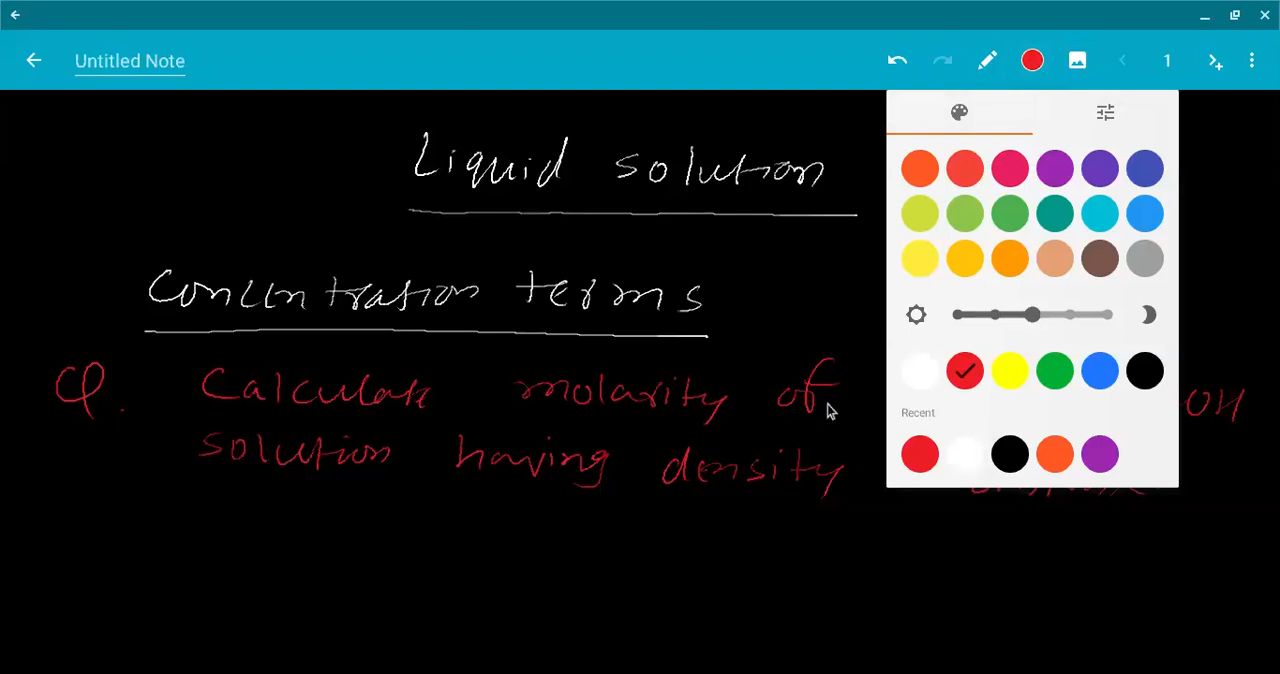 Untitled Note
1
Liquid solution
Concentration terms
Recent
Q. Calculate molarity of OH
solution having density